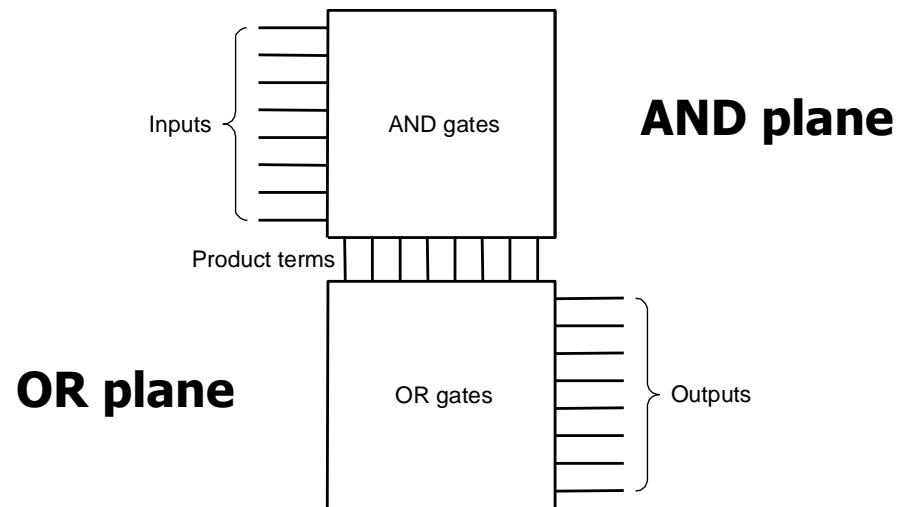 AND plane
Inputs
AND gates
Product terms
OR plane
OR gates
Outputs